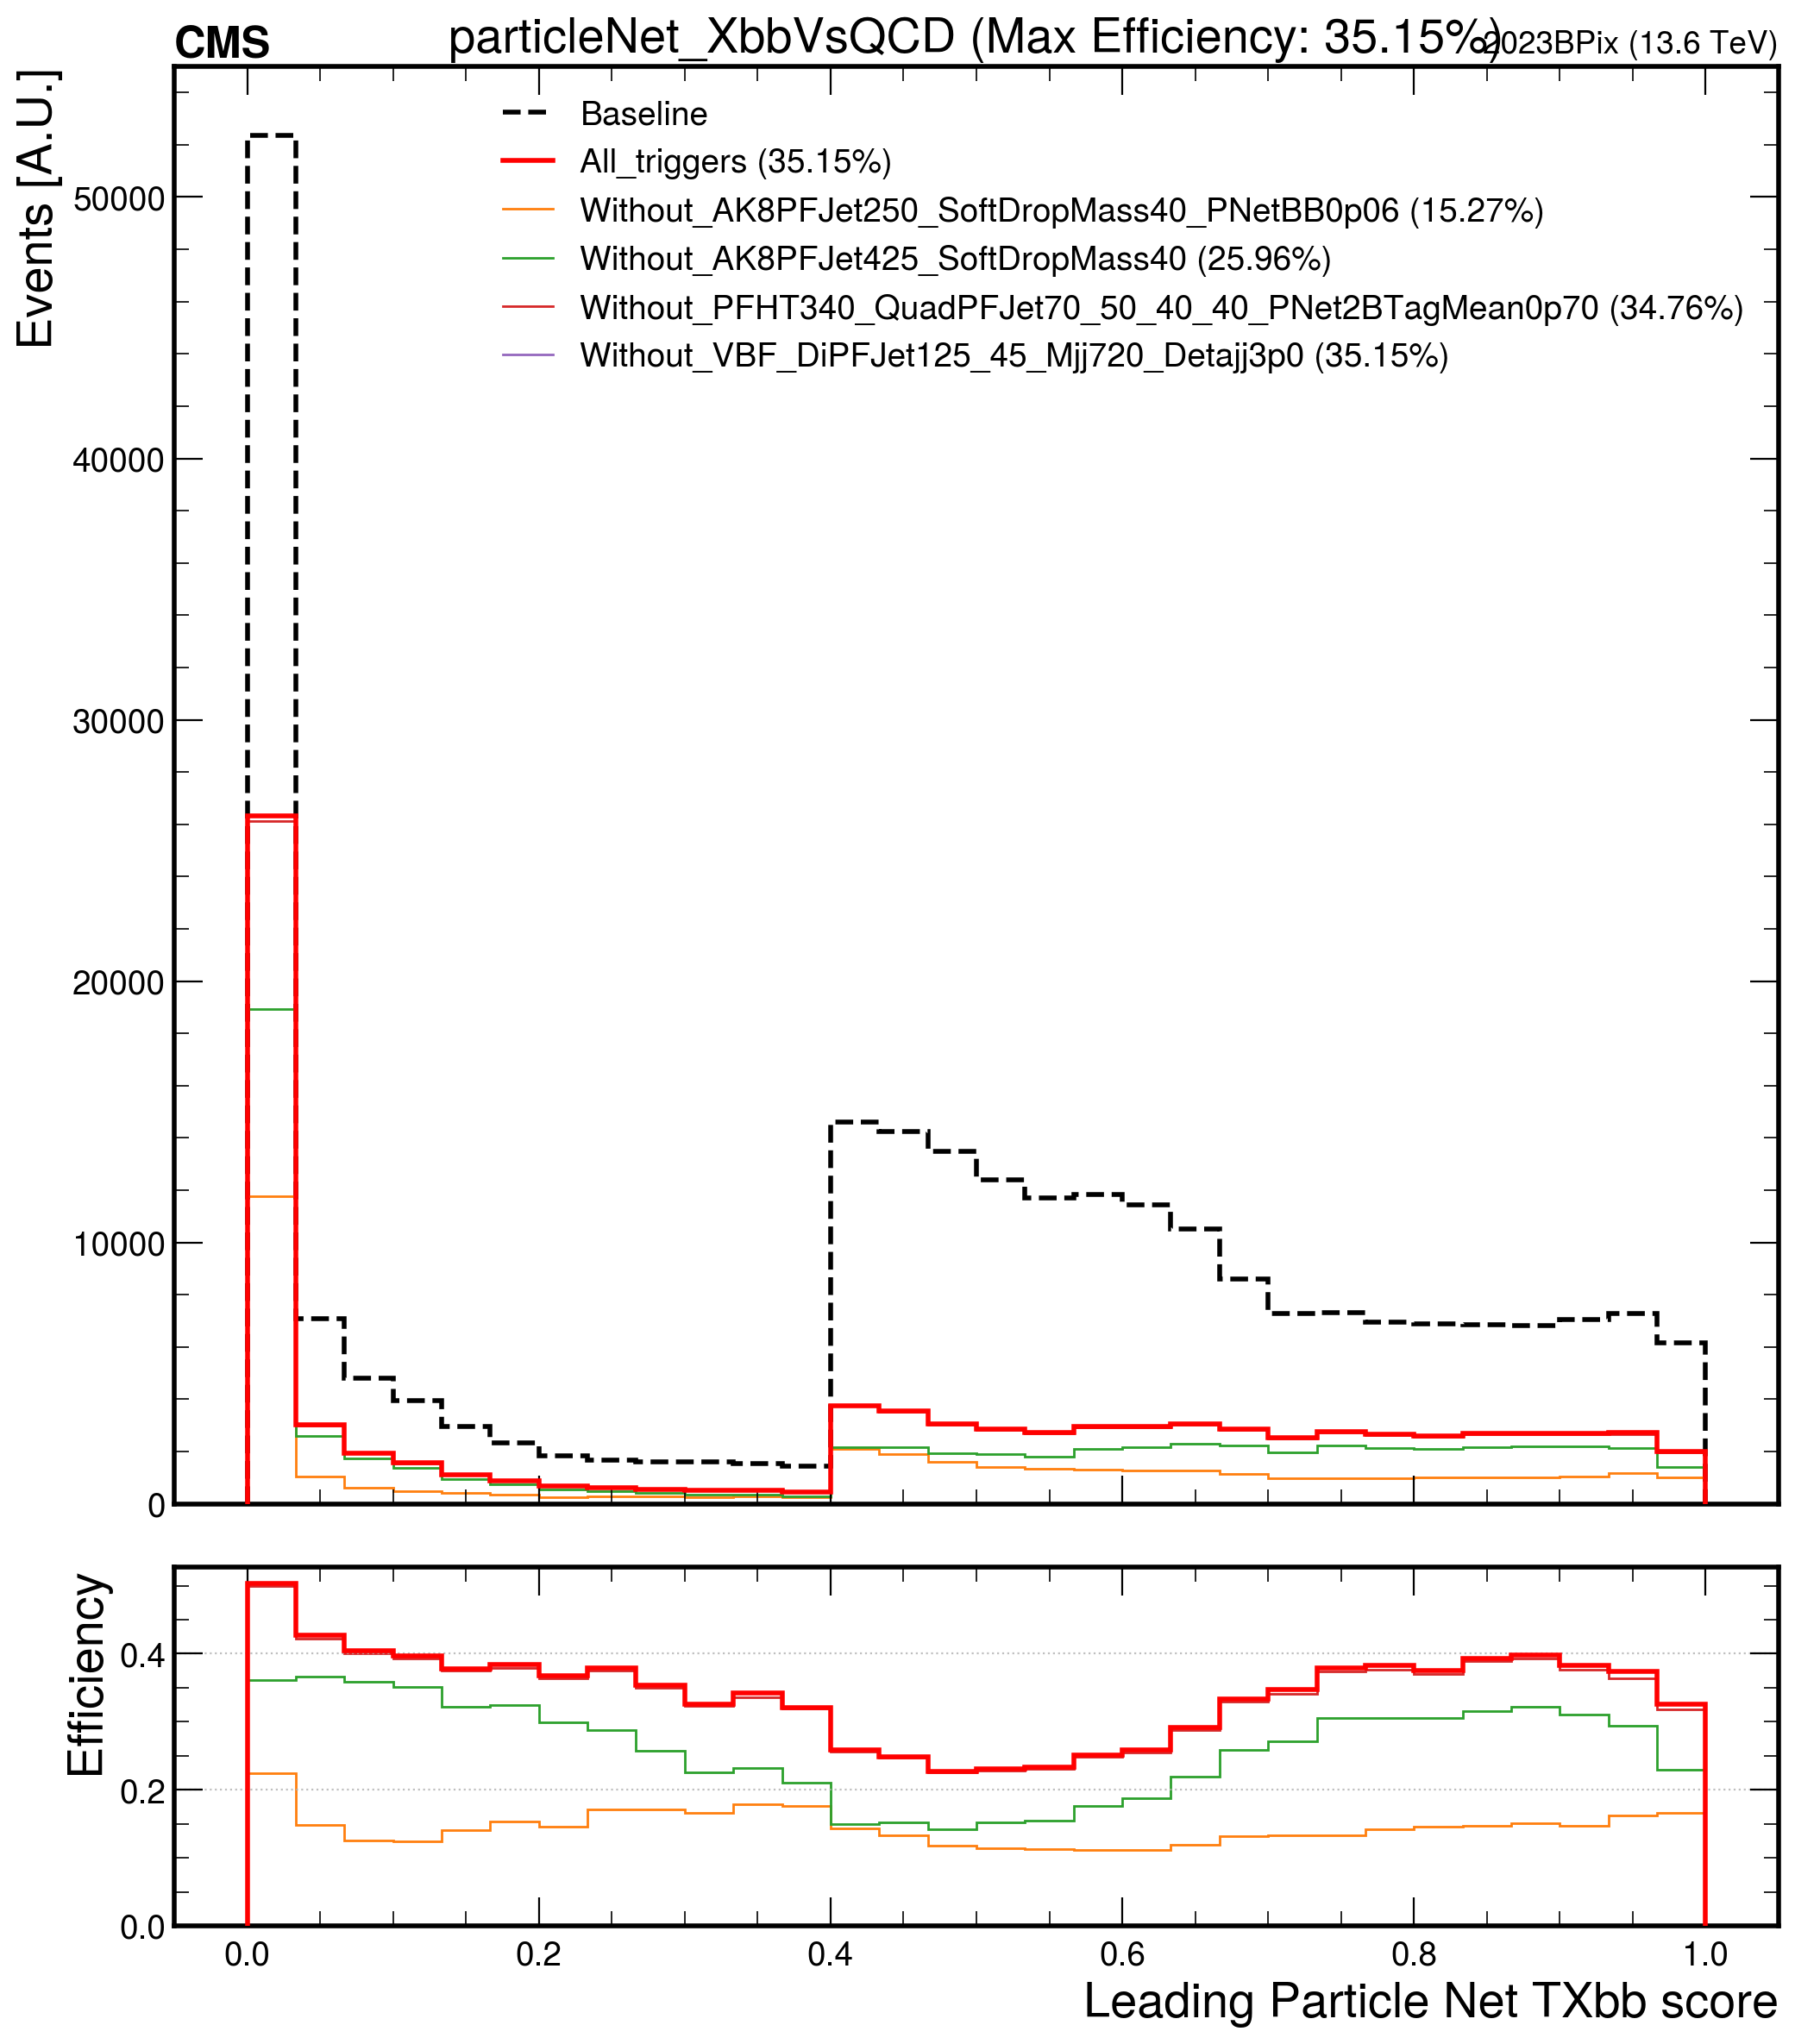 CMS particleNet_XbbVsQCD (Max Efficiency: 35.15%) 2023BPix (13.6 TeV)
Events [A.U.]
Baseline
All_triggers (35.15%)
Without_AK8PFJet250_SoftDropMass40_PNetBB0p06 (15.27%)
Without_AK8PFJet425_SoftDropMass40 (25.96%)
Without_PFHT340_QuadPFJet70_50_40_40_PNet2BTagMean0p70 (34.76%)
Without_VBF_DiPFJet125_45_Mjj720_Detajj3p0 (35.15%)
50000
40000
30000
20000
10000
0
Efficiency
0.4
0.2
0.0
0.0 0.2 0.4 0.6 0.8 1.0
Leading Particle Net TXbb score